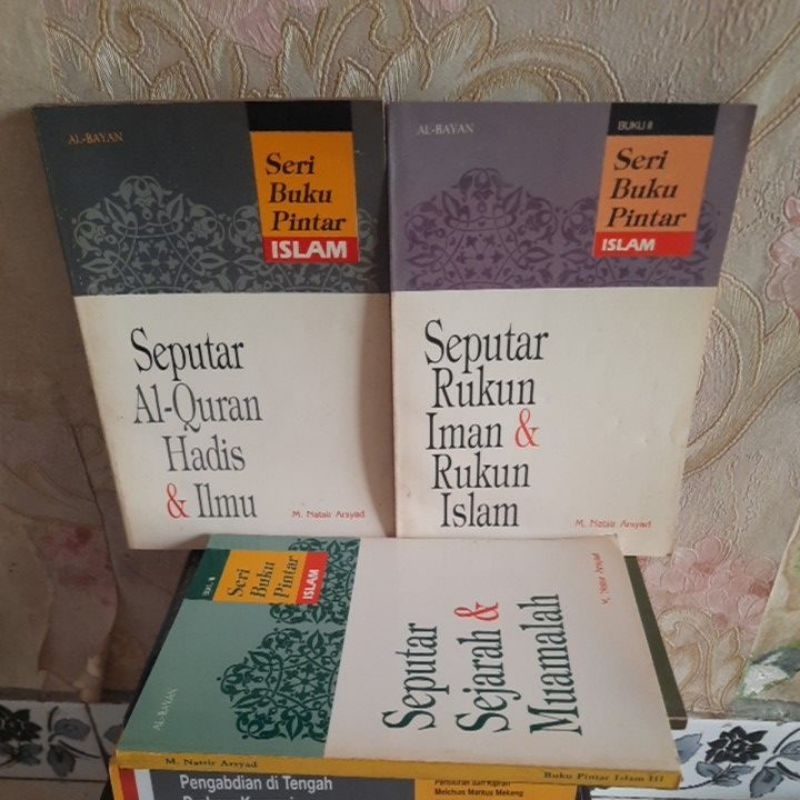 AL-BAYAN
Seri
Buku
Pintar
ISLAM
Seputar
Al-Quran
Hadis
& Ilmu
M. Natsir Arsyad
AL-BAYAN
BUKU II
Seri
Buku
Pintar
ISLAM
Seputar
Rukun
Iman &
Rukun
Islam
M. Natsir Arsyad
AL-BAYAN
Seri
Buku
Pintar
ISLAM
Seputar
Sejarah &
Muamalah
M. Natsir Arsyad
M. Natsir Arsyad
Buku Pintar Islam III
Pengabdian di Tengah
Melchias Markus Mekeng